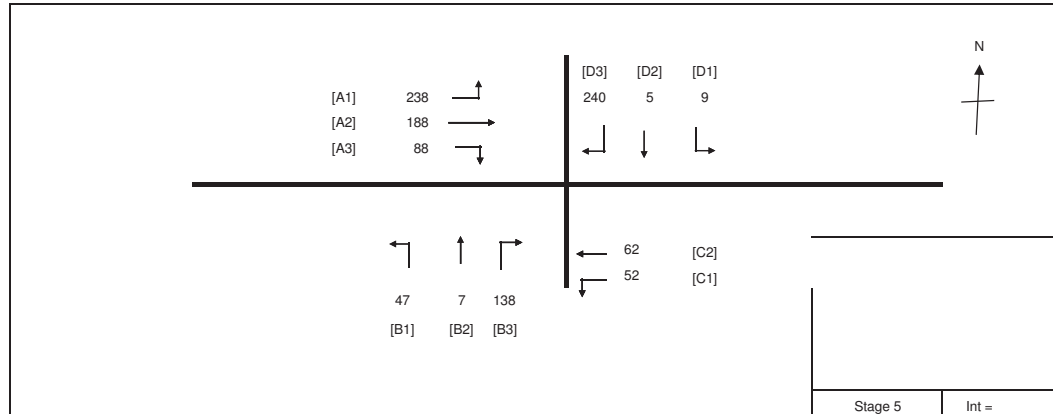 N
[D3] [D2] [D1]
240 5 9
[A1] 238
[A2] 188
[A3] 88
62 [C2]
52 [C1]
47 7 138
[B1] [B2] [B3]
Stage 5 Int =